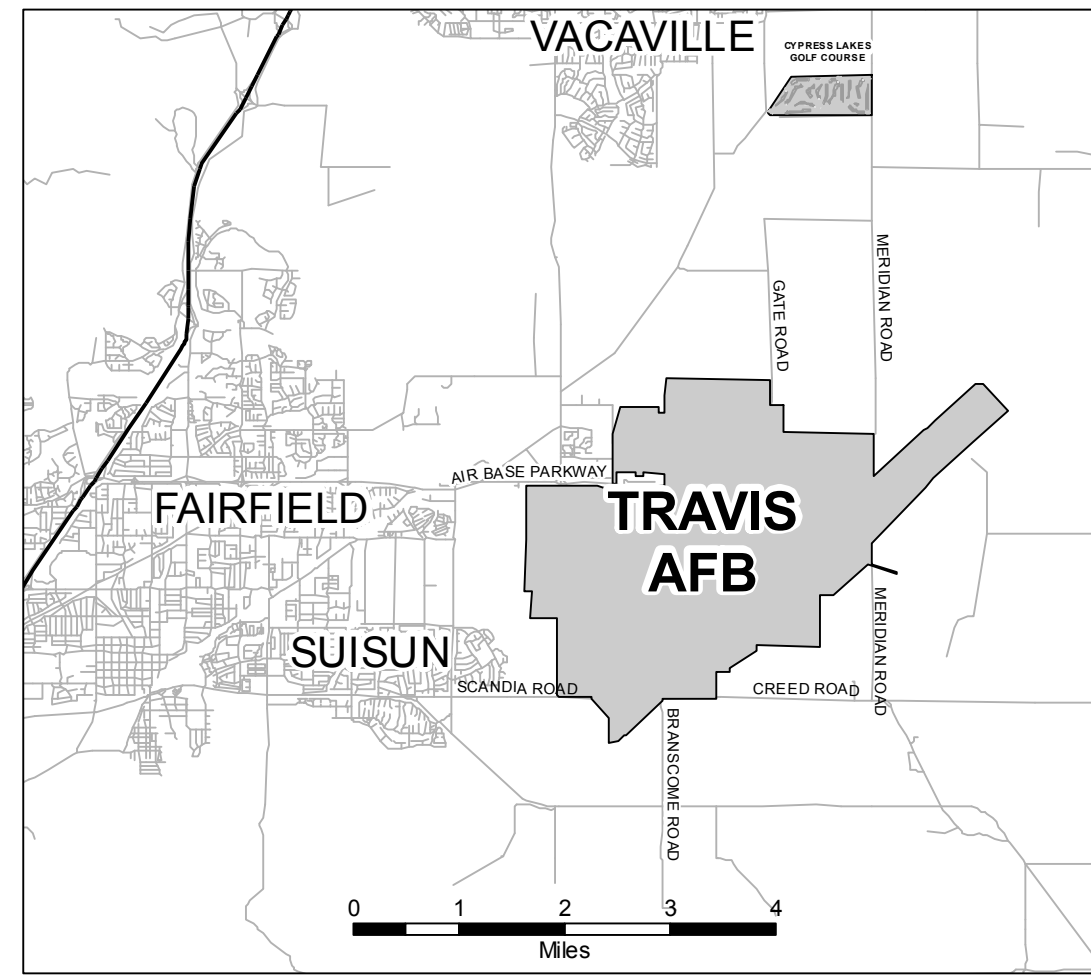 VACAVILLE
CYPRESS LAKES
GOLF COURSE
MERIDIAN ROAD
GATE ROAD
AIR BASE PARKWAY
FAIRFIELD
TRAVIS
AFB
SUISUN
SCANDIA ROAD
CREED ROAD
MERIDIAN ROAD
BRANSCOME ROAD
0 1 2 3 4
Miles